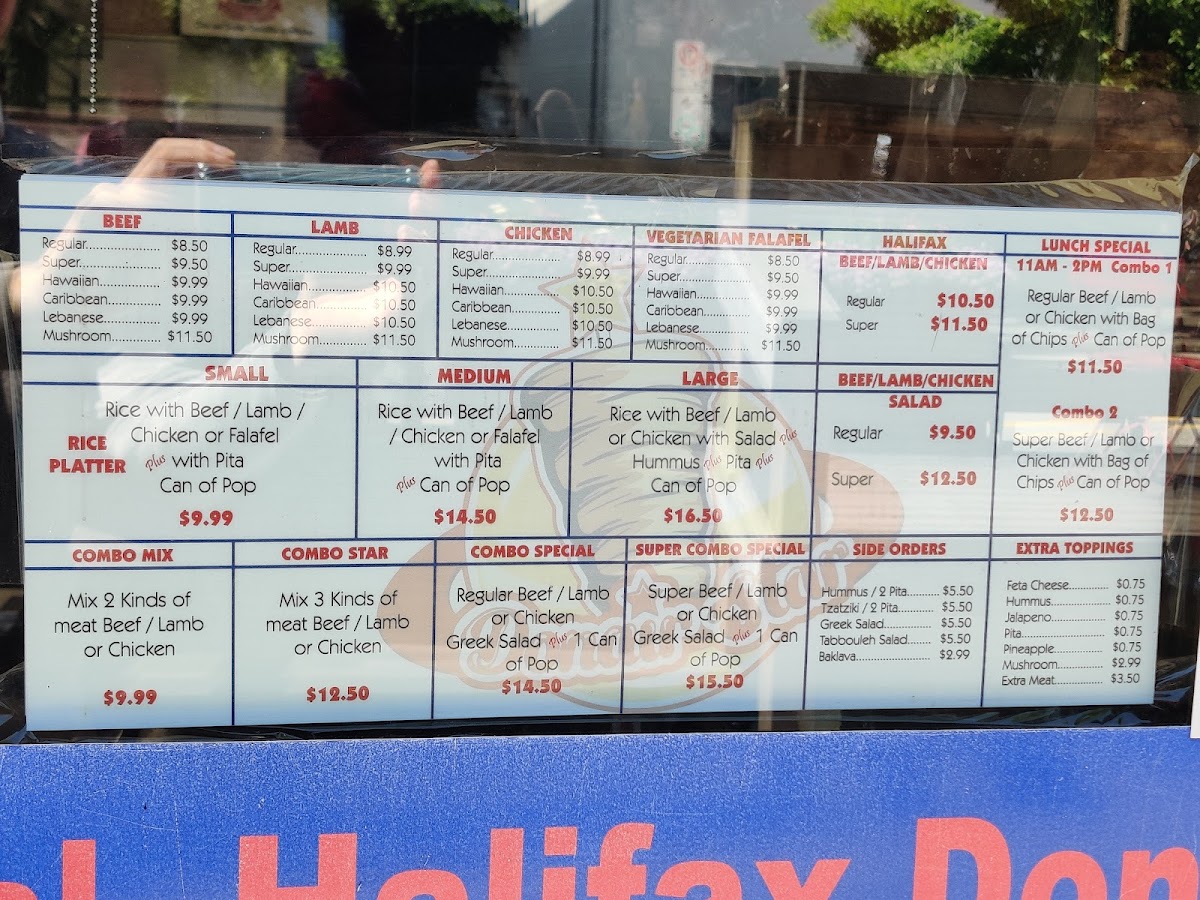 BEEF
Regular..................... $8.50
Super....................... $9.50
Hawaiian................. $9.99
Caribbean............... $9.99
Lebanese................ $9.99
Mushroom............... $11.50
LAMB
Regular..................... $8.99
Super....................... $9.99
Hawaiian................. $10.50
Caribbean............... $10.50
Lebanese................ $10.50
Mushroom............... $11.50
CHICKEN
Regular..................... $8.99
Super....................... $9.99
Hawaiian................. $10.50
Caribbean............... $10.50
Lebanese................ $10.50
Mushroom............... $11.50
VEGETARIAN FALAFEL
Regular..................... $8.50
Super....................... $9.50
Hawaiian................. $9.99
Caribbean............... $9.99
Lebanese................ $9.99
Mushroom............... $11.50
HALIFAX
BEEF/LAMB/CHICKEN
Regular $10.50
Super $11.50
LUNCH SPECIAL
11AM - 2PM Combo 1
Regular Beef / Lamb
or Chicken with Bag
of Chips plus Can of Pop
$11.50
Combo 2
Super Beef / Lamb or
Chicken with Bag of
Chips plus Can of Pop
$12.50
RICE
PLATTER
SMALL
Rice with Beef / Lamb /
Chicken or Falafel
plus with Pita
Can of Pop
$9.99
MEDIUM
Rice with Beef / Lamb
/ Chicken or Falafel
with Pita
plus Can of Pop
$14.50
LARGE
Rice with Beef / Lamb
or Chicken with Salad plus
Hummus plus Pita plus
Can of Pop
$16.50
BEEF/LAMB/CHICKEN
SALAD
Regular $9.50
Super $12.50
COMBO MIX
Mix 2 Kinds of
meat Beef / Lamb
or Chicken
$9.99
COMBO STAR
Mix 3 Kinds of
meat Beef / Lamb
or Chicken
$12.50
COMBO SPECIAL
Regular Beef / Lamb
or Chicken
Greek Salad plus 1 Can
of Pop
$14.50
SUPER COMBO SPECIAL
Super Beef / Lamb
or Chicken
Greek Salad plus 1 Can
of Pop
$15.50
SIDE ORDERS
Hummus / 2 Pita.......... $5.50
Tzatziki / 2 Pita........... $5.50
Greek Salad................ $5.50
Tabbouleh Salad........ $5.50
Baklava....................... $2.99
EXTRA TOPPINGS
Feta Cheese............... $0.75
Hummus..................... $0.75
Jalapeno.................... $0.75
Pita............................. $0.75
Pineapple................... $0.75
Mushroom.................. $2.99
Extra Meat................. $3.50
Halifax Don